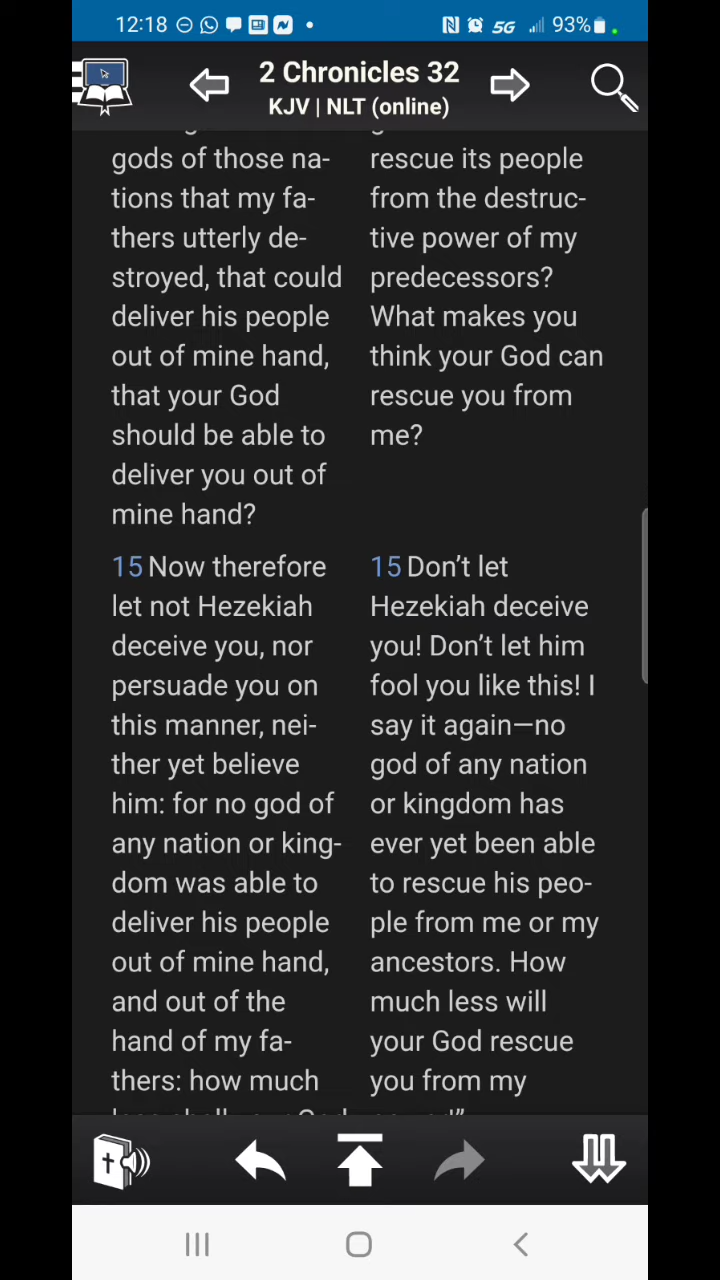 12:18
5G
93%
2 Chronicles 32
KJV | NLT (online)
gods of those na-
tions that my fa-
thers utterly de-
stroyed, that could
deliver his people
out of mine hand,
that your God
should be able to
deliver you out of
mine hand?
15 Now therefore
let not Hezekiah
deceive you, nor
persuade you on
this manner, nei-
ther yet believe
him: for no god of
any nation or king-
dom was able to
deliver his people
out of mine hand,
and out of the
hand of my fa-
thers: how much
rescue its people
from the destruc-
tive power of my
predecessors?
What makes you
think your God can
rescue you from
me?
15 Don’t let
Hezekiah deceive
you! Don’t let him
fool you like this! I
say it again—no
god of any nation
or kingdom has
ever yet been able
to rescue his peo-
ple from me or my
ancestors. How
much less will
your God rescue
you from my